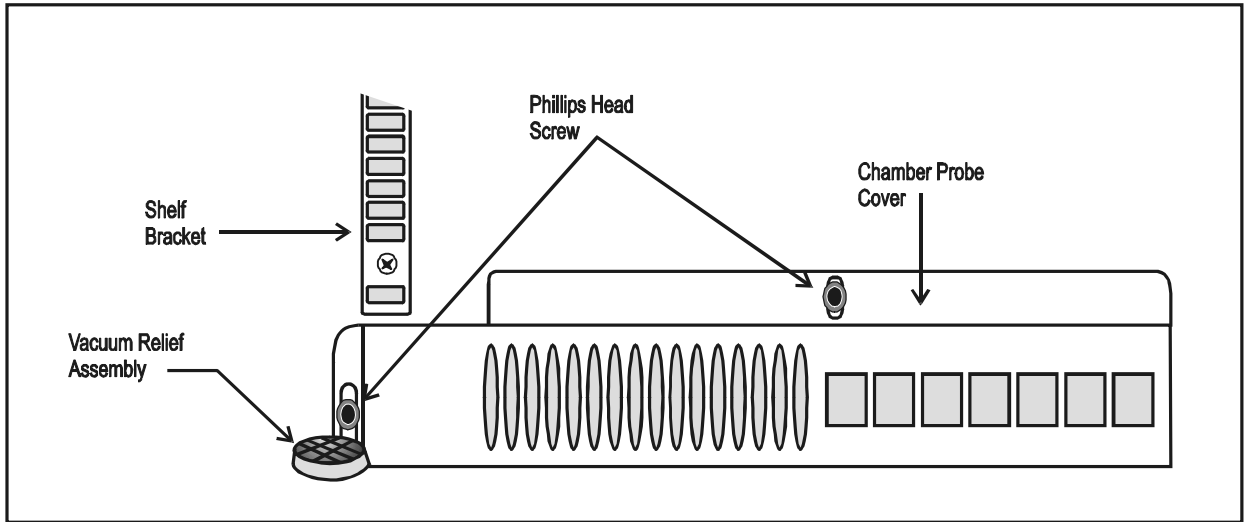 Phillips Head
Screw
Chamber Probe
Cover
Shelf
Bracket
Vacuum Relief
Assembly